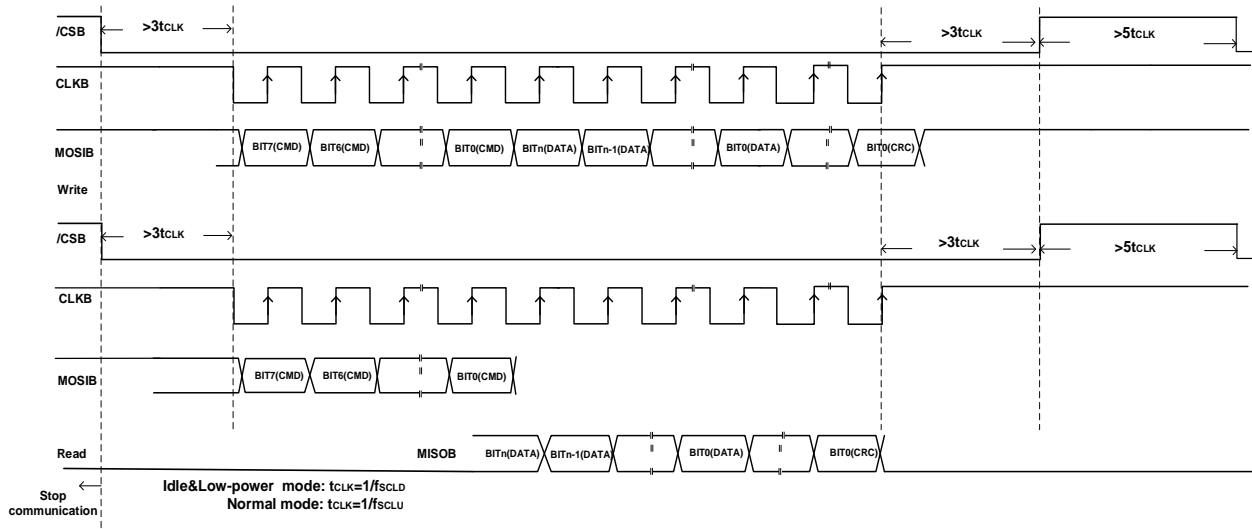 /CSB >3tCLK >3tCLK >5tCLK
CLKB
MOSIB BIT7(CMD) BIT6(CMD) BIT0(CMD) BITn(DATA) BITn-1(DATA) BIT0(DATA) BIT0(CRC)
Write
/CSB >3tCLK >3tCLK >5tCLK
CLKB
MOSIB BIT7(CMD) BIT6(CMD) BIT0(CMD)
Read MISOB BITn(DATA) BITn-1(DATA) BIT0(DATA) BIT0(CRC)
Stop
communication
Idle&Low-power mode: tCLK=1/fSCLD
Normal mode: tCLK=1/fSCLU